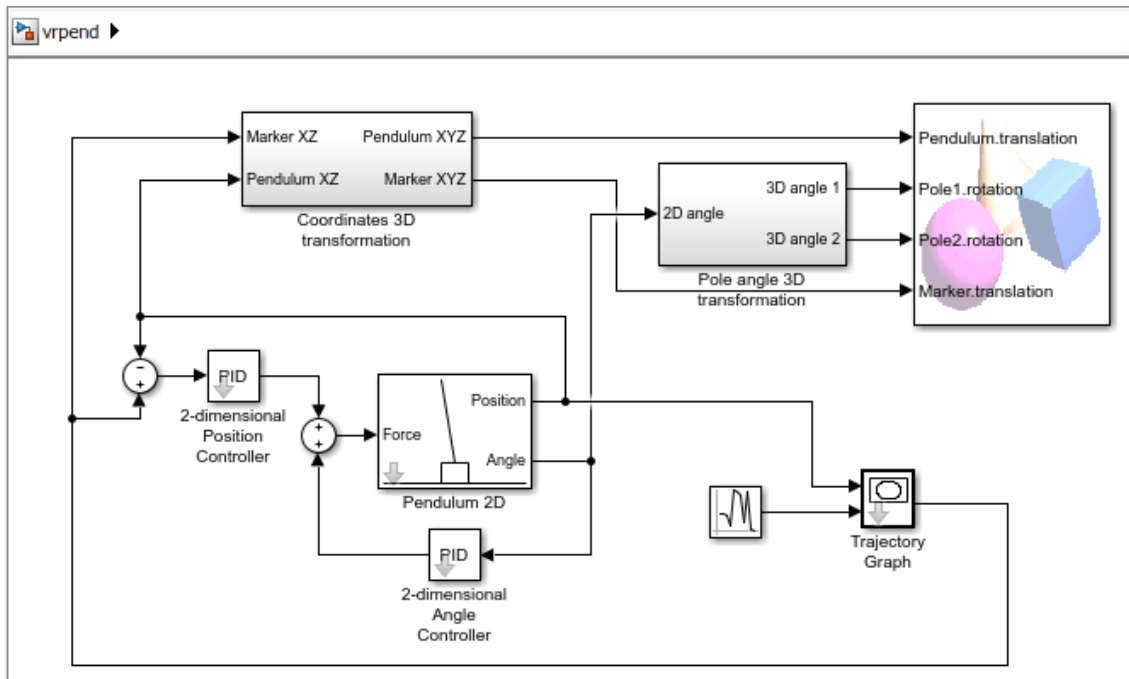 vrpend
Marker XZ
Pendulum XYZ
Pendulum XZ
Marker XYZ
Coordinates 3D
transformation
2D angle
3D angle 1
3D angle 2
Pole angle 3D
transformation
Pendulum.translation
Pole1.rotation
Pole2.rotation
Marker.translation
−
+
PID
2-dimensional
Position
Controller
+
+
Force
Position
Angle
Pendulum 2D
PID
2-dimensional
Angle
Controller
Trajectory
Graph